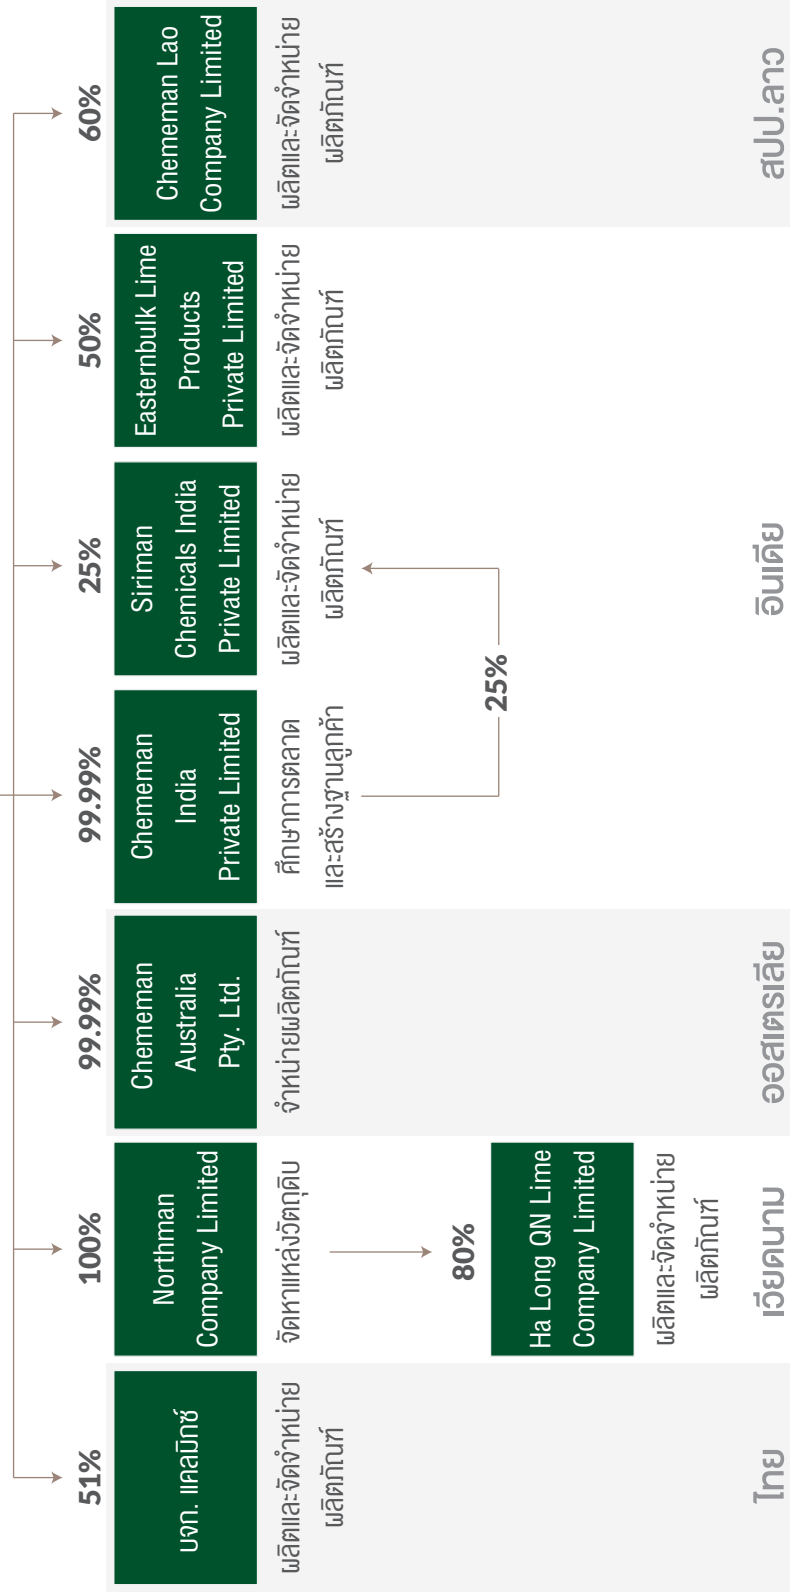 51%
บจก. แคลมิกซ์
ผลิตและจัดจำหน่าย
ผลิตภัณฑ์
ไทย
100%
Northman
Company Limited
จัดหาแหล่งวัตถุดิบ
80%
Ha Long QN Lime
Company Limited
ผลิตและจัดจำหน่าย
ผลิตภัณฑ์
เวียดนาม
99.99%
Chememan
Australia
Pty. Ltd.
จำหน่ายผลิตภัณฑ์
ออสเตรเลีย
99.99%
Chememan
India
Private Limited
ศึกษาการตลาด
และสร้างฐานลูกค้า
25%
25%
Siriman
Chemicals India
Private Limited
ผลิตและจัดจำหน่าย
ผลิตภัณฑ์
50%
Easternbulk Lime
Products
Private Limited
ผลิตและจัดจำหน่าย
ผลิตภัณฑ์
อินเดีย
60%
Chememan Lao
Company Limited
ผลิตและจัดจำหน่าย
ผลิตภัณฑ์
สปป.ลาว